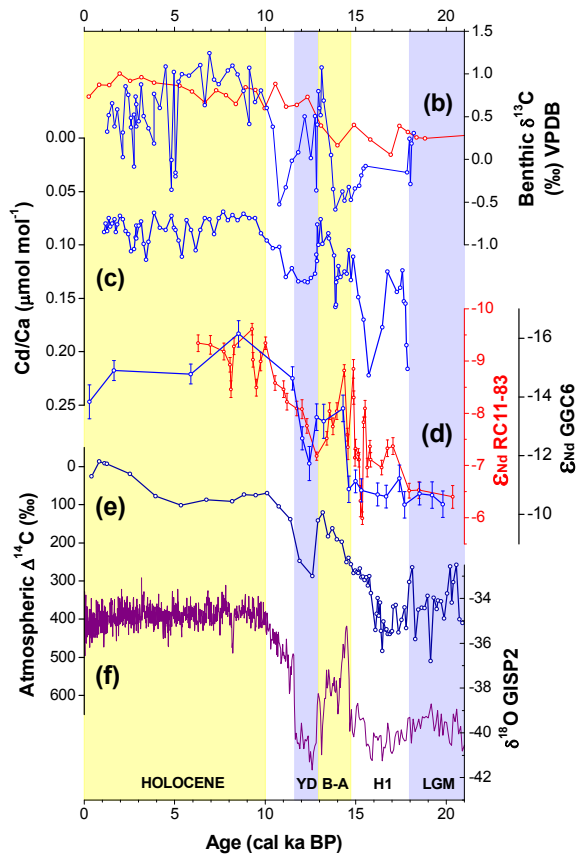 0 5 10 15 20
1.5
1.0
0.5
0.0
-0.5
-1.0
Benthic δ¹³C
(‰) VPDB
(b)
0.00
0.05
0.10
0.15
0.20
0.25
Cd/Ca (μmol mol⁻¹)
(c)
-10
-9
-8
-7
-6
εNd RC11-83
-16
-14
-12
-10
εNd GGC6
(d)
0
100
200
300
400
600
Atmospheric Δ¹⁴C (‰)
(e)
-34
-36
-38
-40
-42
δ¹⁸O GISP2
(f)
HOLOCENE YD B-A H1 LGM
0 5 10 15 20
Age (cal ka BP)